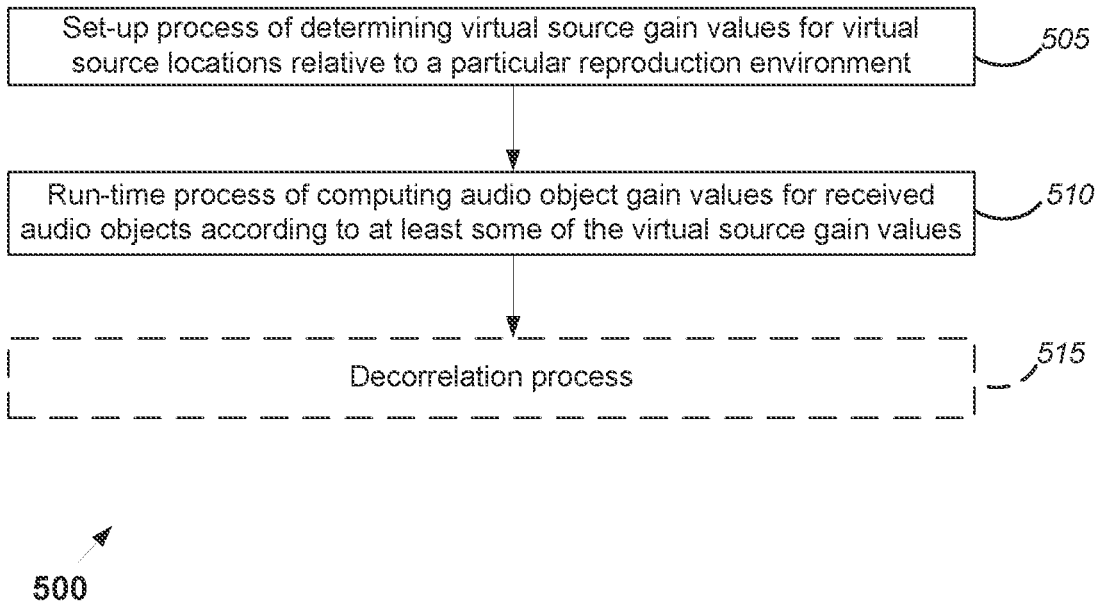 Set-up process of determining virtual source gain values for virtual
source locations relative to a particular reproduction environment
505
Run-time process of computing audio object gain values for received
audio objects according to at least some of the virtual source gain values
510
Decorrelation process
515
500